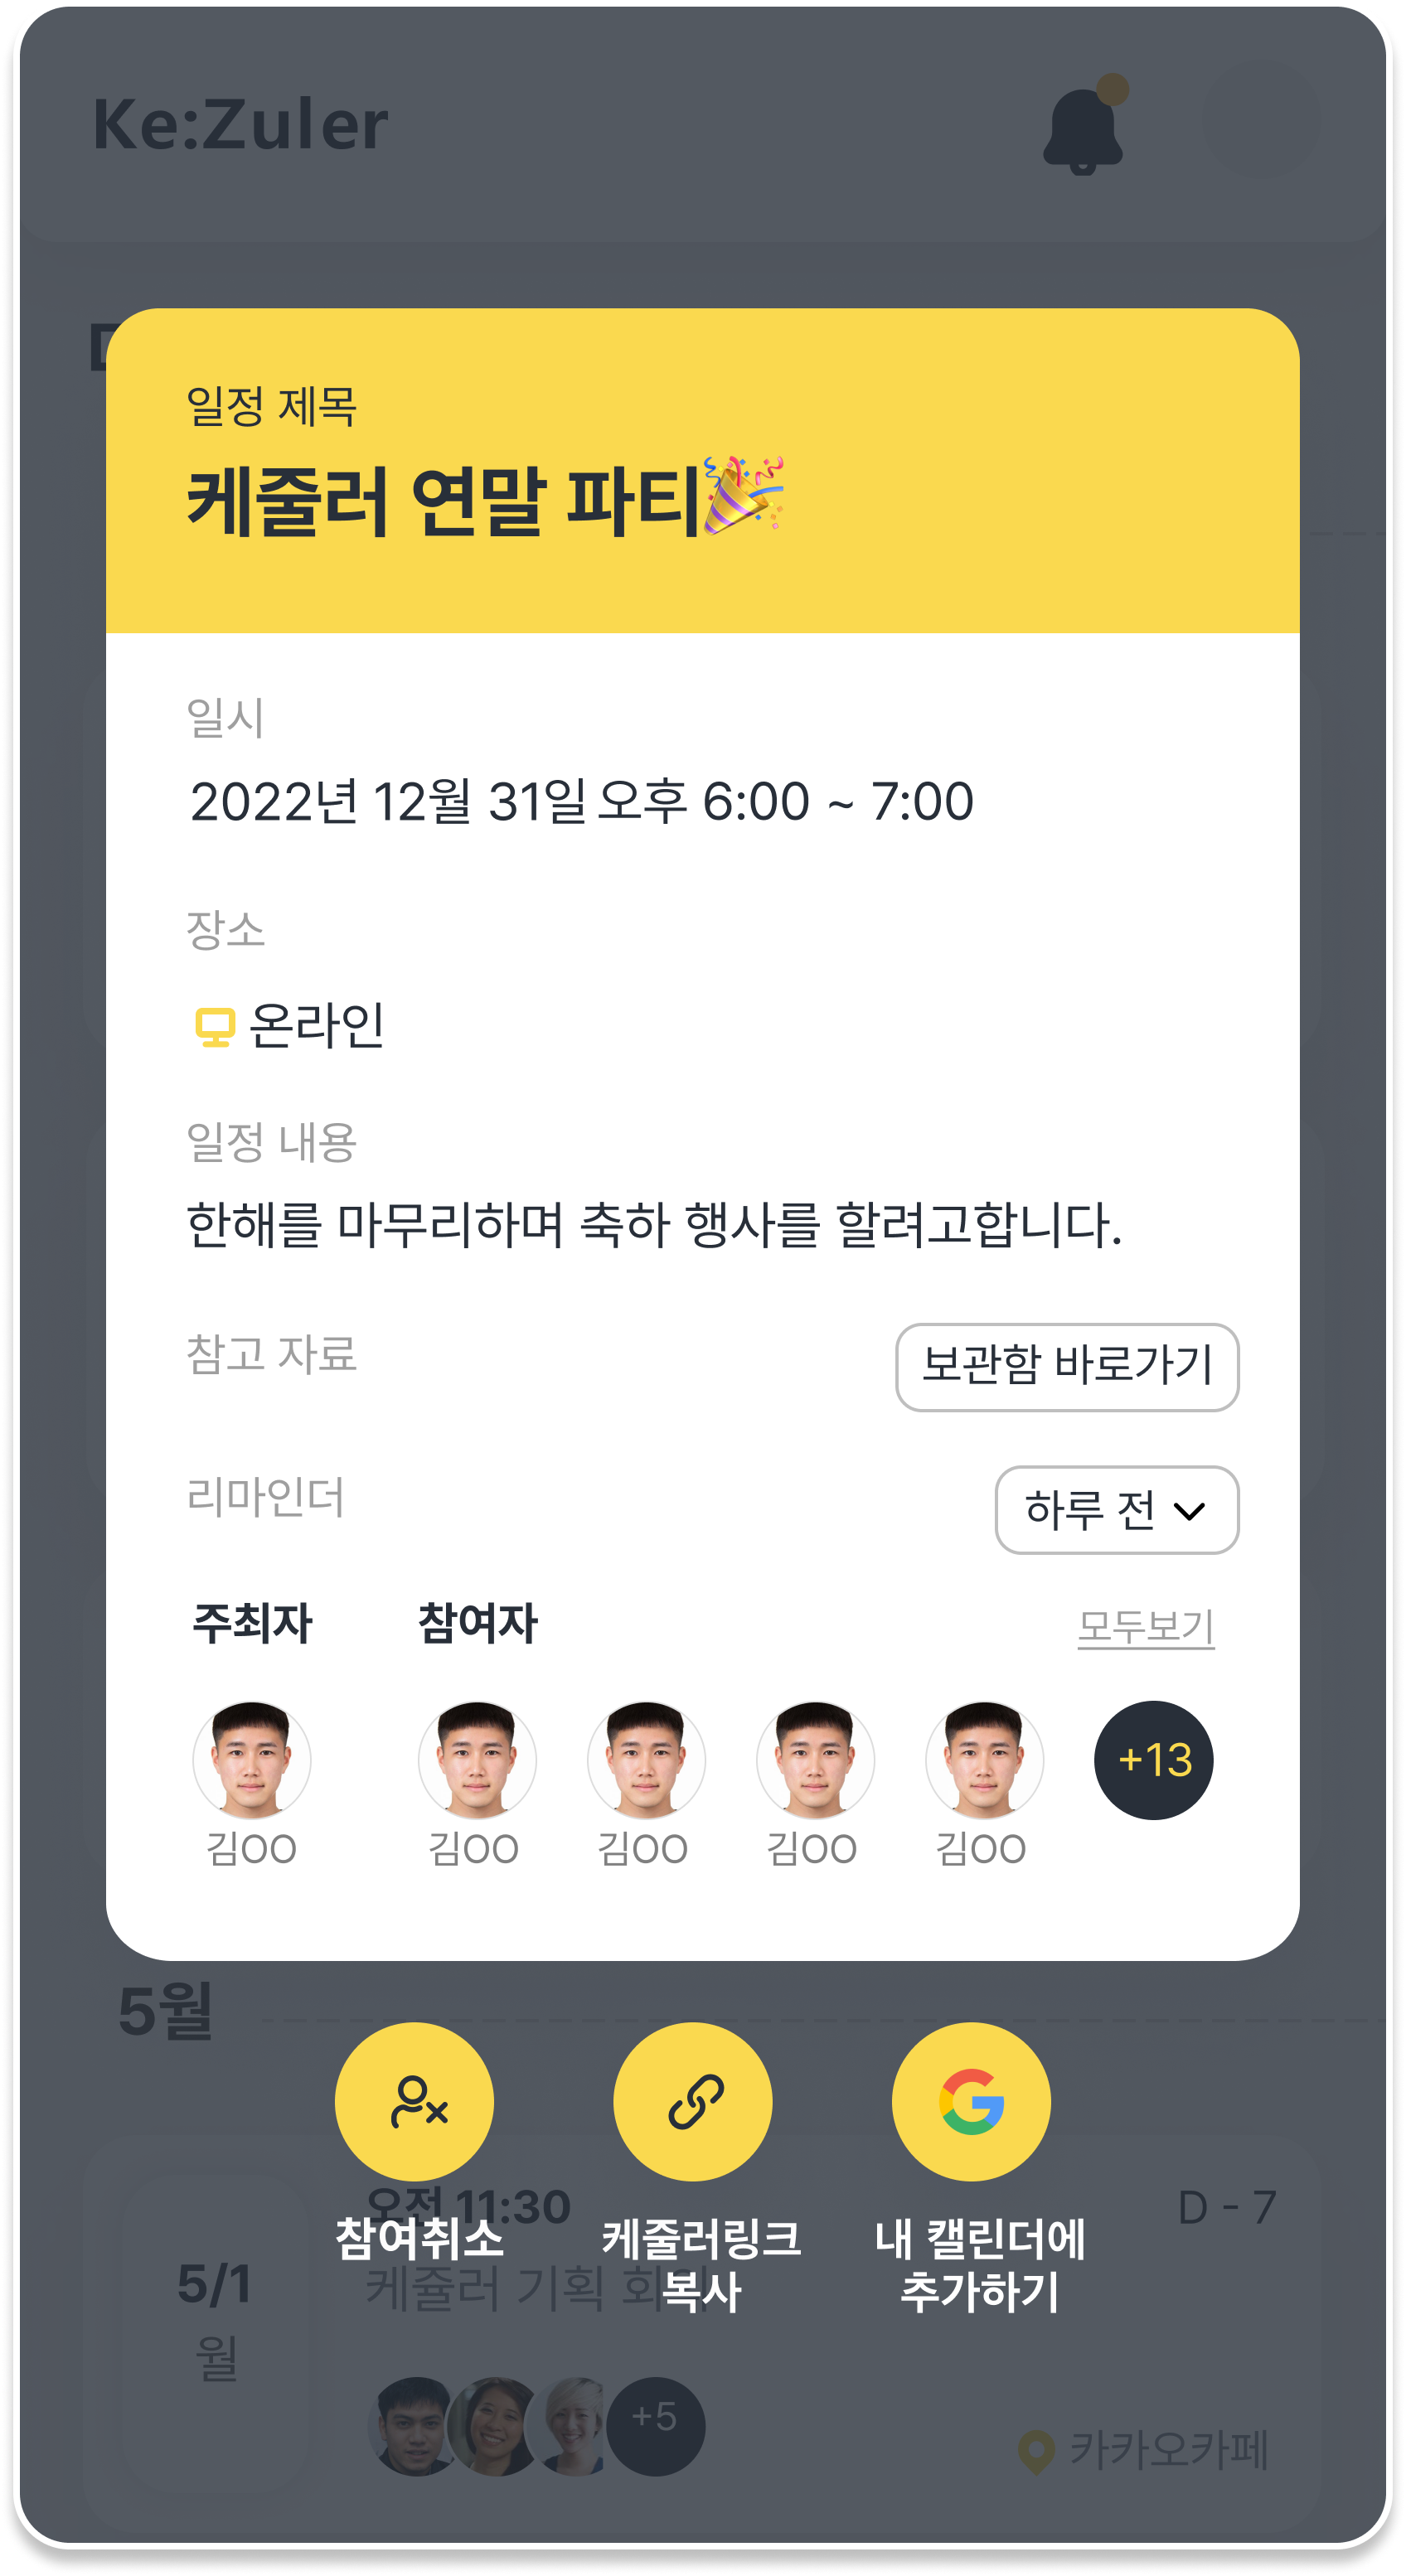 Ke:Zuler
일정 제목
케줄러 연말 파티🎉
일시
2022년 12월 31일 오후 6:00 ~ 7:00
장소
온라인
일정 내용
한해를 마무리하며 축하 행사를 할려고합니다.
참고 자료
보관함 바로가기
리마인더
하루 전
주최자
참여자
모두보기
+13
김OO
김OO
김OO
김OO
김OO
5월
참여취소
케줄러링크
복사
내 캘린더에
추가하기
오전 11:30
D - 7
5/1
월
케쥴러 기획
+5
카카오카페